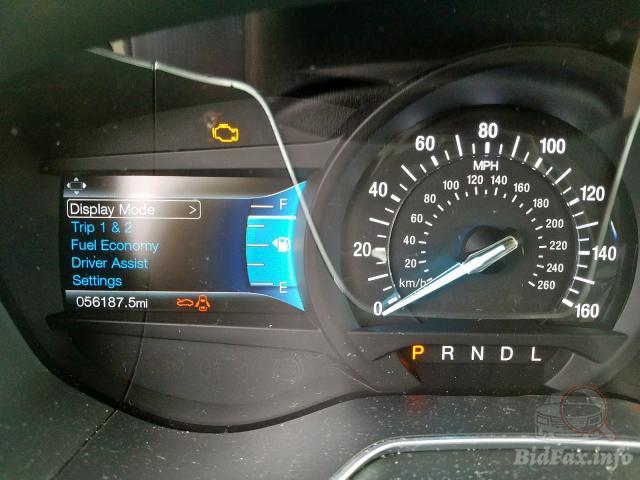 Display Mode >
Trip 1 & 2
Fuel Economy
Driver Assist
Settings
056187.5mi
F
E
0 20 40 60 80 100 120 140 160
MPH
20 40 60 80 100 120 140 160 180 200 220 240 260
km/h
P R N D L
BidFax.info